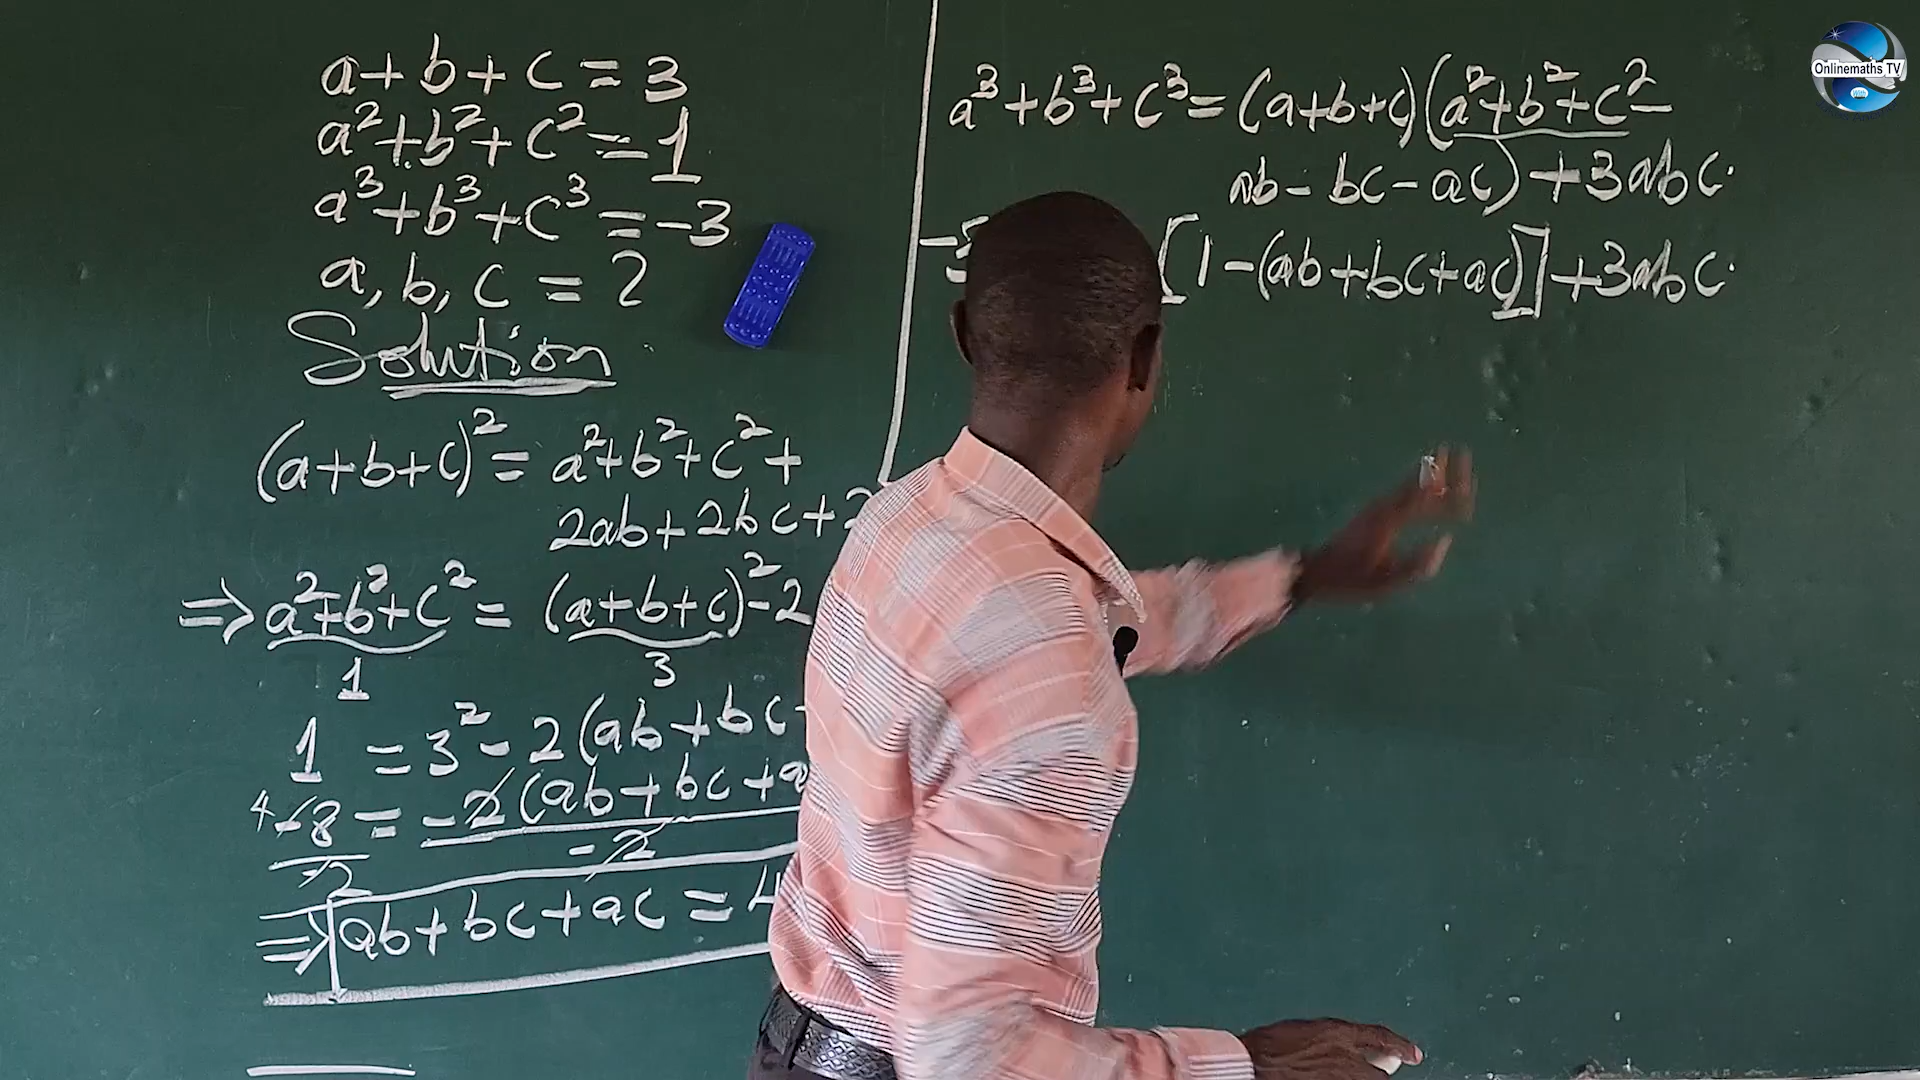 a+b+c=3
a²+b²+c²=1
a³+b³+c³=-3
a, b, c = ?
Solution
(a+b+c)² = a²+b²+c²+
2ab+2bc+2
⇒ a²+b²+c² = (a+b+c)²-2
1 3
1 = 3²-2(ab+bc
4 -8 = -2(ab+bc+a
-2 -2
⇒ ab+bc+ac=4
a³+b³+c³=(a+b+c)(a²+b²+c²-
ab-bc-ac)+3abc.
[1-(ab+bc+ac)]+3abc.
Onlinemaths TV